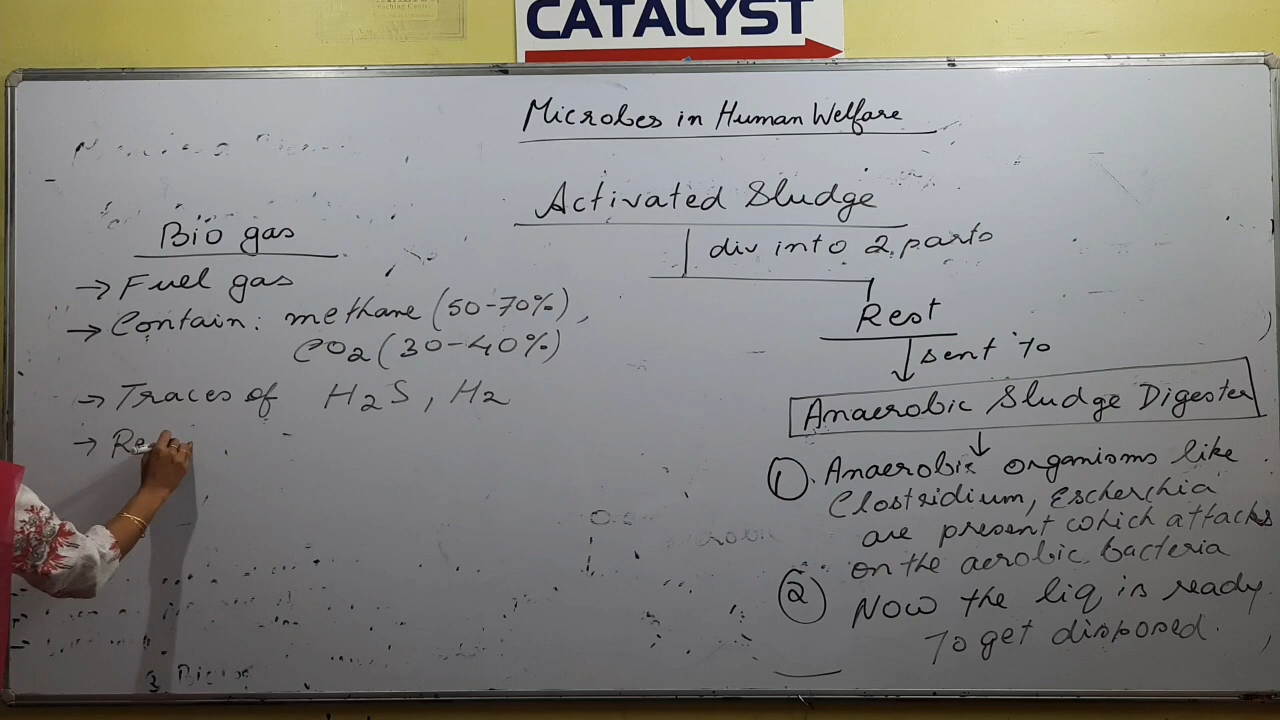 CATALYST
Microbes in Human Welfare
Activated Sludge
div into 2 parts
Rest
sent to
Anaerobic Sludge Digester
① Anaerobic organisms like
Clostridium, Escherchia
are present which attacks
on the aerobic bacteria
② Now the liq is ready
To get disposed.
Bio gas
→ Fuel gas
→ Contain: methane (50-70%),
CO2 (30-40%)
→ Traces of H2S, H2
→ Re